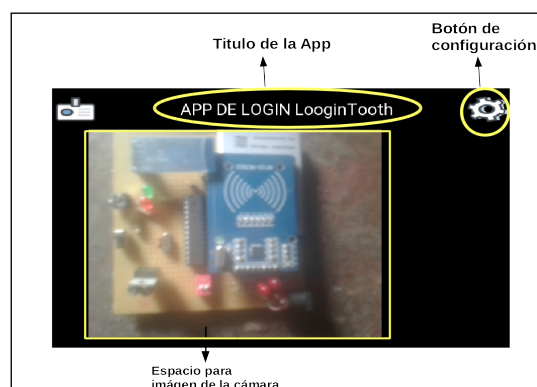 Botón de
configuración
Titulo de la App
APP DE LOGIN LooginTooth
Espacio para
imágen de la cámara